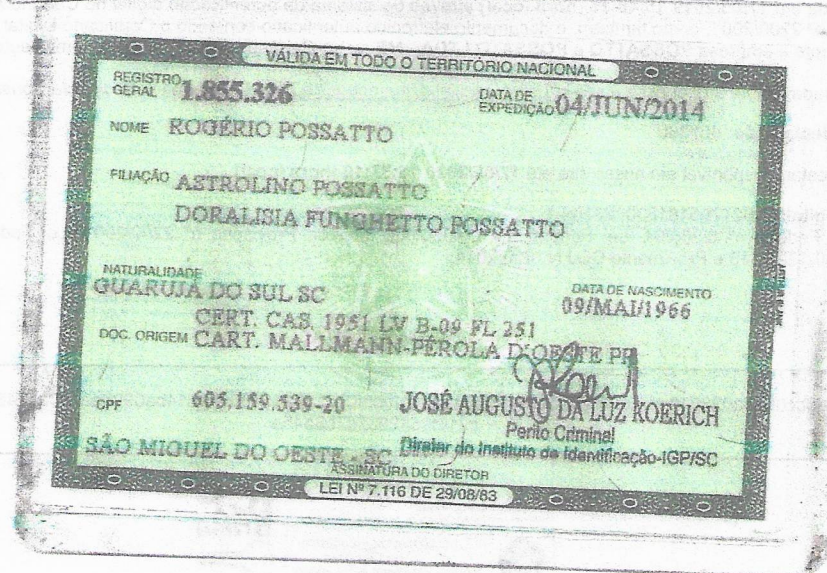 VÁLIDA EM TODO O TERRITÓRIO NACIONAL
REGISTRO GERAL 1.855.326
DATA DE EXPEDIÇÃO 04/JUN/2014
NOME ROGÉRIO POSSATTO
FILIAÇÃO ASTROLINO POSSATTO
DORALISIA FUNGHETTO POSSATTO
NATURALIDADE
GUARUJÁ DO SUL SC
DATA DE NASCIMENTO
09/MAI/1966
CERT. CAS. 1951 LV B-09 FL 251
DOC. ORIGEM CART. MALLMANN-PÉROLA D'OESTE PR
CPF 605.159.539-20
JOSÉ AUGUSTO DA LUZ KOERICH
Perito Criminal
SÃO MIGUEL DO OESTE - SC
Diretor do Instituto de Identificação-IGP/SC
ASSINATURA DO DIRETOR
LEI Nº 7.116 DE 29/08/83